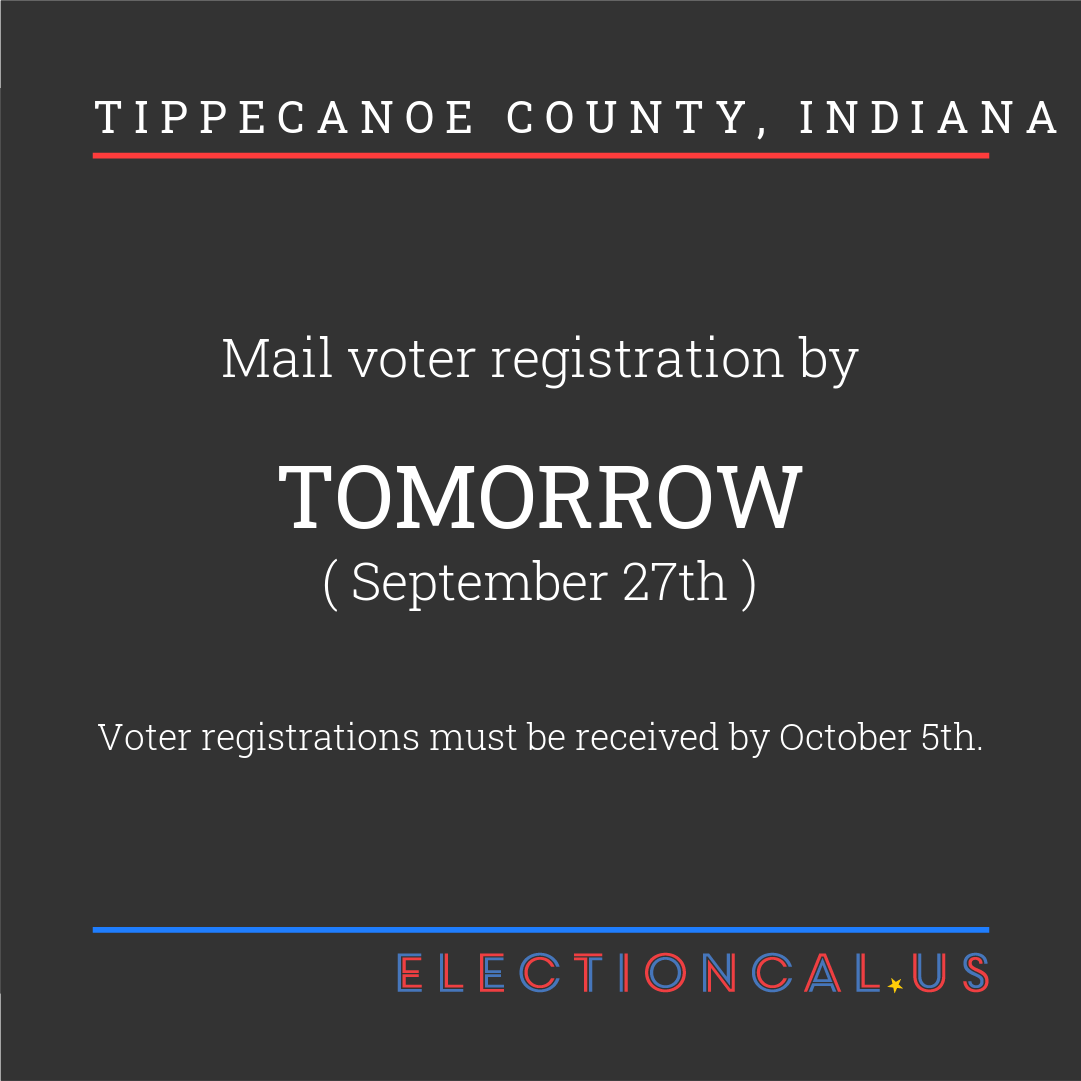 TIPPECANOE COUNTY, INDIANA
Mail voter registration by
TOMORROW
( September 27th )
Voter registrations must be received by October 5th.
ELECTIONCAL.US